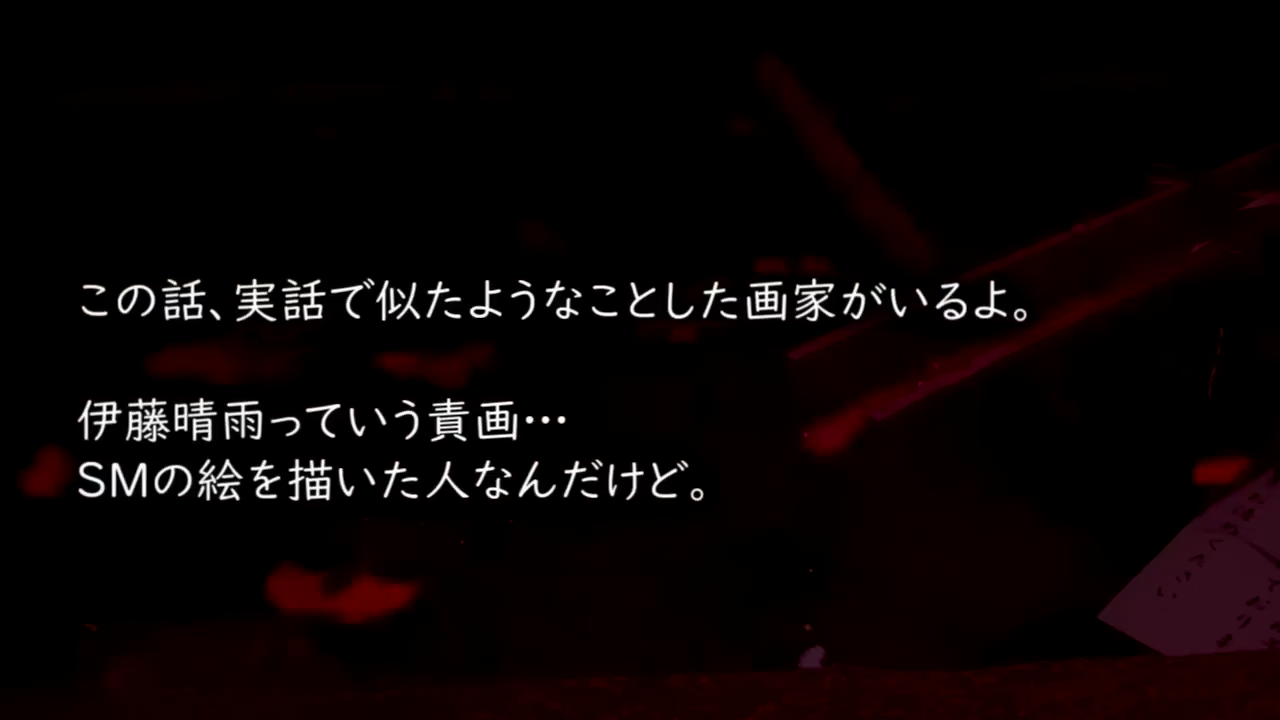 この話、実話で似たようなことした画家がいるよ。
伊藤晴雨っていう責画…
SMの絵を描いた人なんだけど。